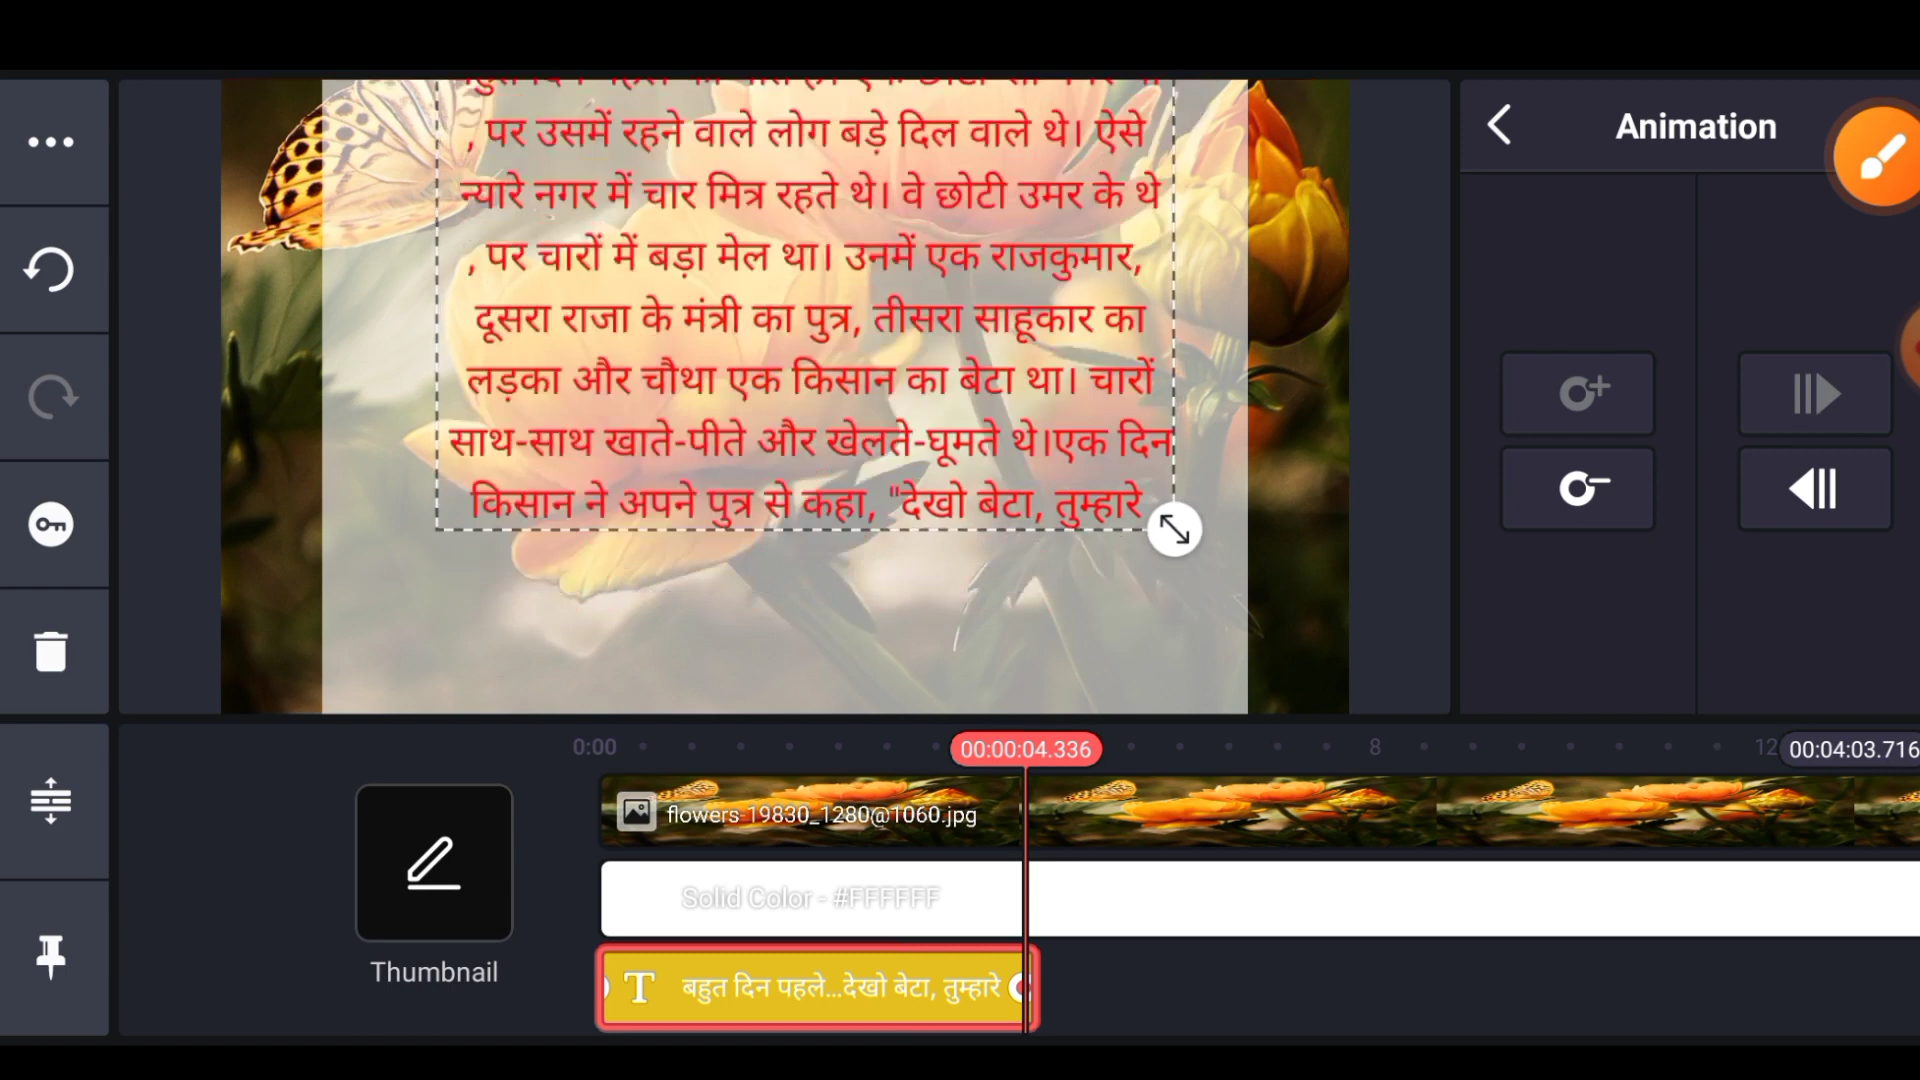 , पर उसमें रहने वाले लोग बड़े दिल वाले थे। ऐसे
न्यारे नगर में चार मित्र रहते थे। वे छोटी उमर के थे
, पर चारों में बड़ा मेल था। उनमें एक राजकुमार,
दूसरा राजा के मंत्री का पुत्र, तीसरा साहूकार का
लड़का और चौथा एक किसान का बेटा था। चारों
साथ-साथ खाते-पीते और खेलते-घूमते थे।एक दिन
किसान ने अपने पुत्र से कहा, "देखो बेटा, तुम्हारे
Animation
0:00
00:00:04.336
8
12
00:04:03.716
flowers-19830_1280@1060.jpg
Solid Color - #FFFFFF
Thumbnail
T बहुत दिन पहले...देखो बेटा, तुम्हारे